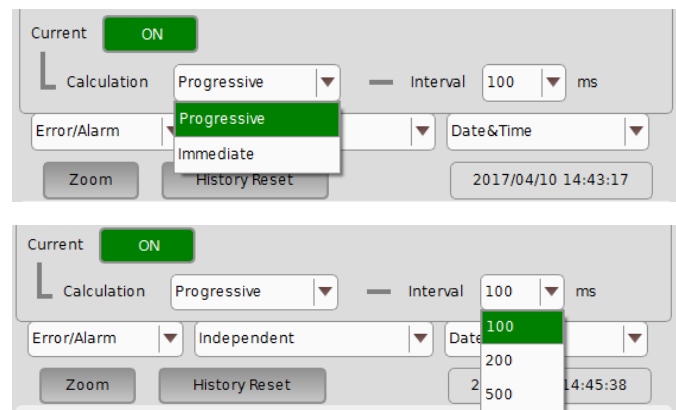 Current ON
Calculation Progressive Interval 100 ms
Progressive
Error/Alarm Date&Time
Immediate
Zoom History Reset 2017/04/10 14:43:17
Current ON
Calculation Progressive Interval 100 ms
100
Error/Alarm Independent
200
Zoom History Reset 14:45:38
500